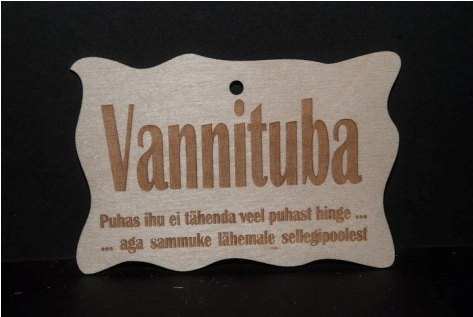 Vannituba
Puhas ihu ei tähenda veel puhast hinge ...
... aga sammuke lähemale sellegipoolest